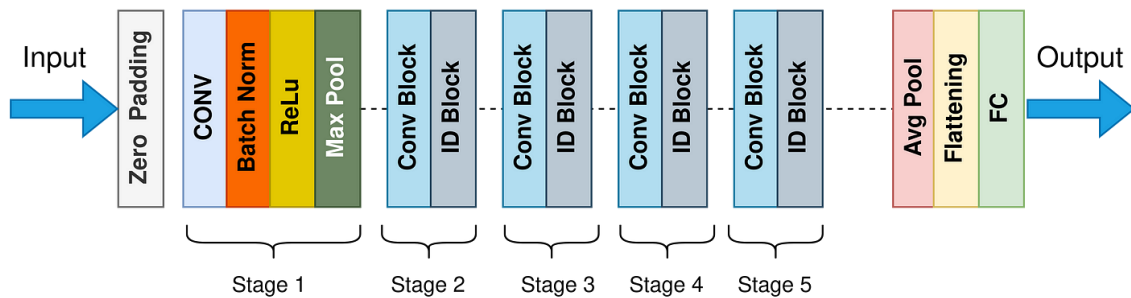 Input
Zero Padding
CONV
Batch Norm
ReLu
Max Pool
Conv Block
ID Block
Conv Block
ID Block
Conv Block
ID Block
Conv Block
ID Block
Avg Pool
Flattening
FC
Output
Stage 1
Stage 2
Stage 3
Stage 4
Stage 5